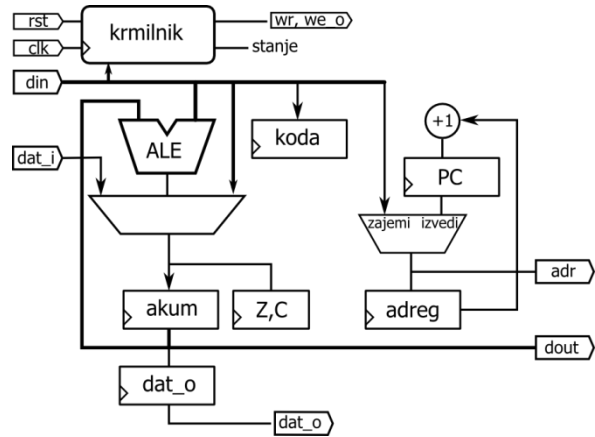 rst
krmilnik
wr, we_o
clk
stanje
din
ALE
koda
+1
dat_i
PC
zajemi izvedi
adr
akum
Z,C
adreg
dout
dat_o
dat_o